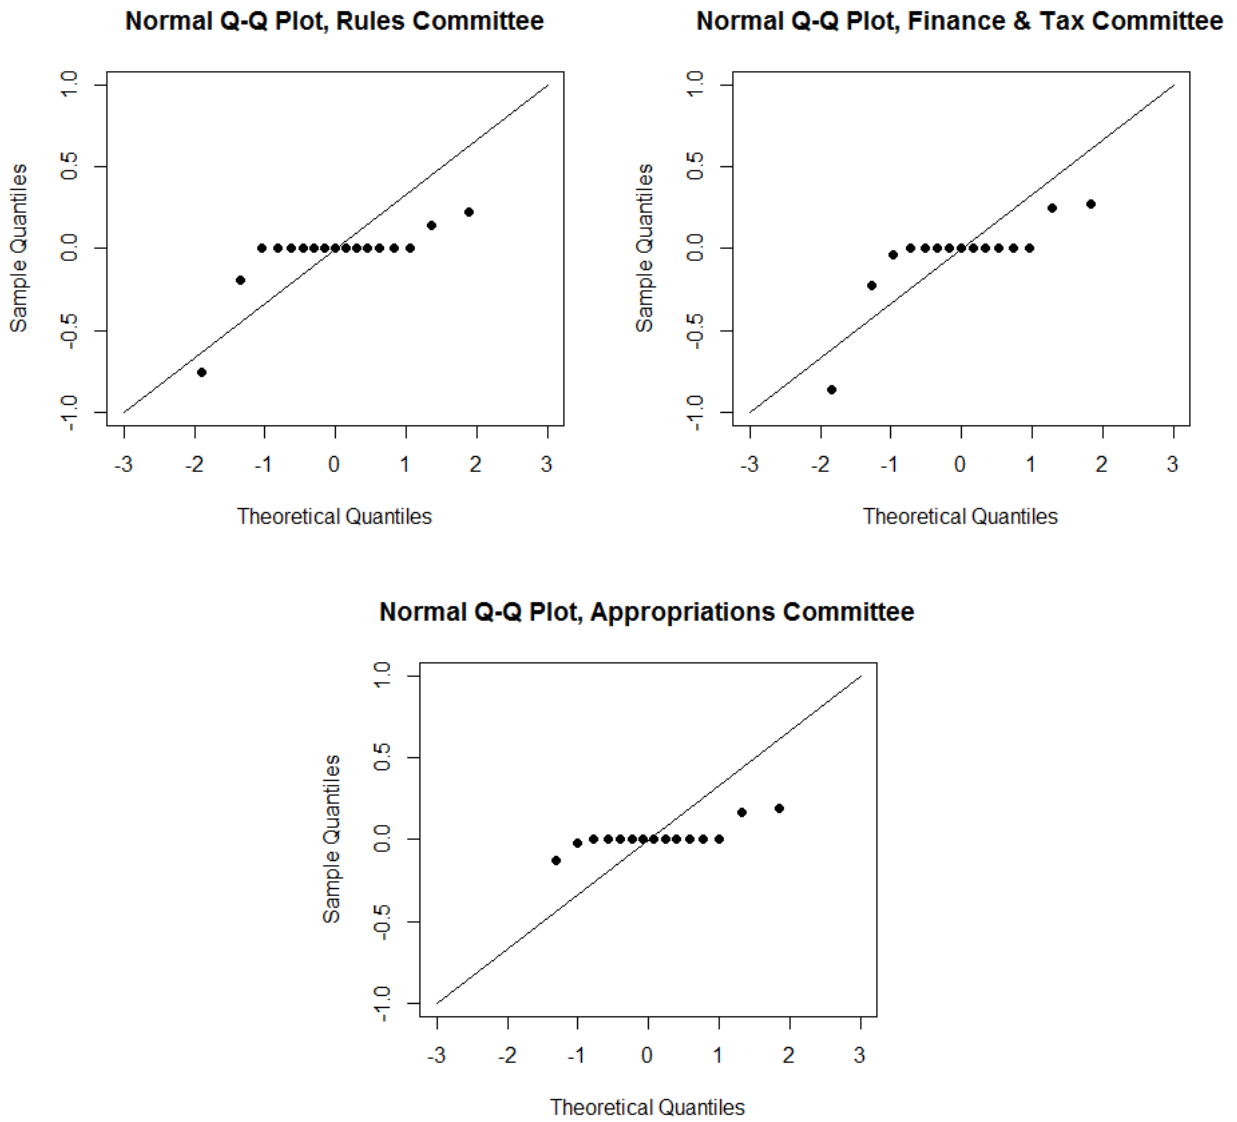 Normal Q-Q Plot, Rules Committee
1.0
0.5
0.0
-0.5
-1.0
Sample Quantiles
-3 -2 -1 0 1 2 3
Theoretical Quantiles
Normal Q-Q Plot, Finance & Tax Committee
1.0
0.5
0.0
-0.5
-1.0
Sample Quantiles
-3 -2 -1 0 1 2 3
Theoretical Quantiles
Normal Q-Q Plot, Appropriations Committee
1.0
0.5
0.0
-0.5
-1.0
Sample Quantiles
-3 -2 -1 0 1 2 3
Theoretical Quantiles